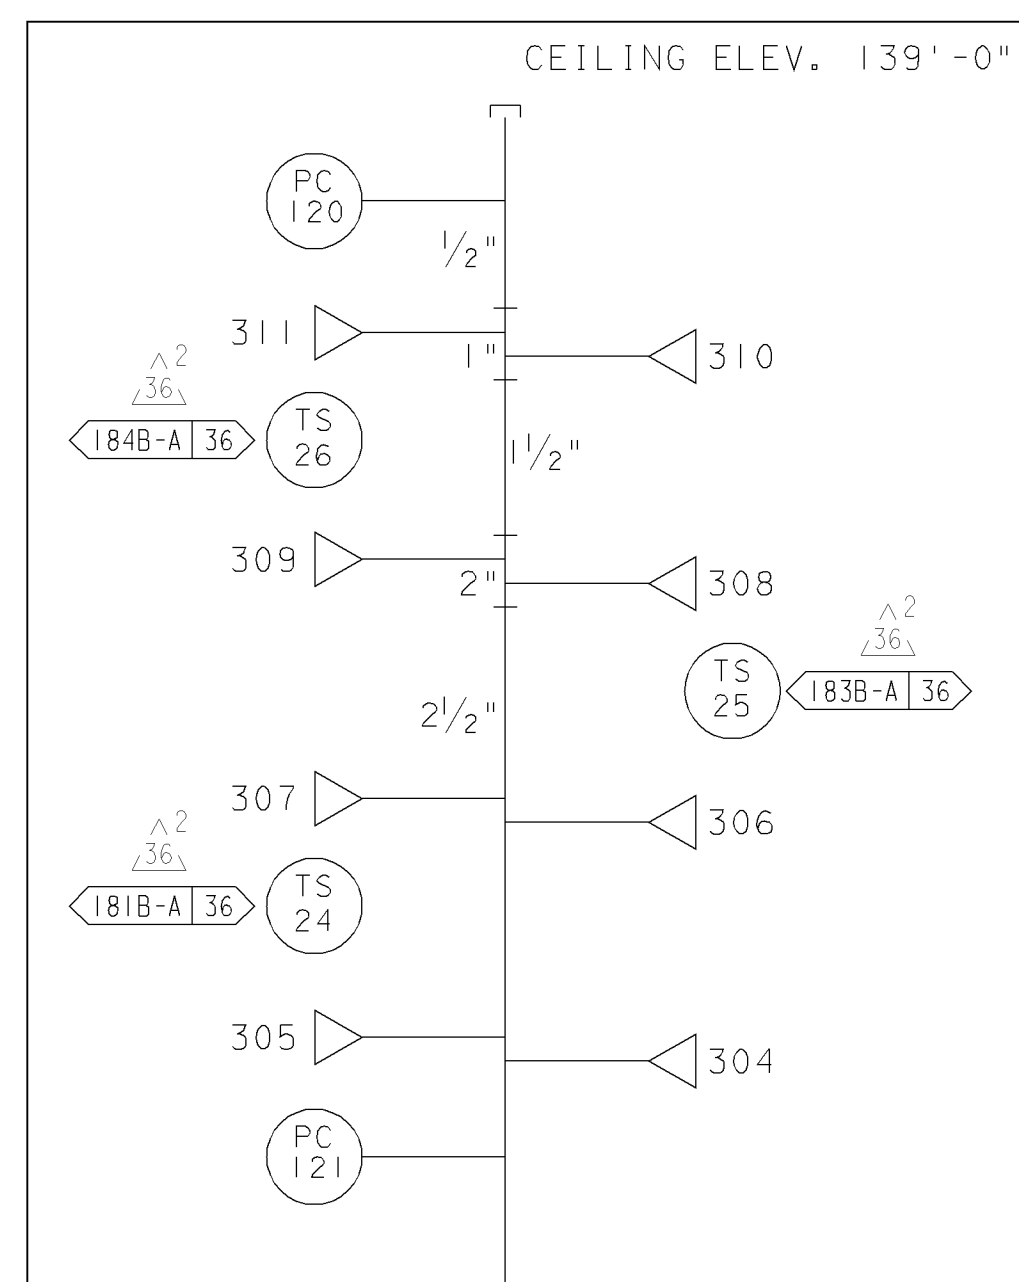 CEILING ELEV. 139'-0"
PC
120
1/2"
311
1"
310
^2
36
184B-A 36
TS
26
1 1/2"
309
2"
308
^2
36
TS
25
183B-A 36
2 1/2"
307
306
^2
36
181B-A 36
TS
24
305
304
PC
121